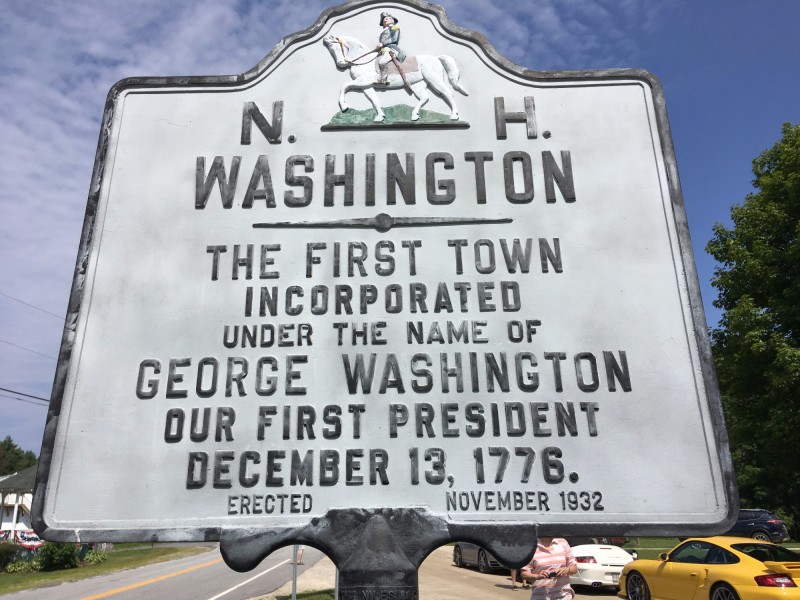 N. H.
WASHINGTON
THE FIRST TOWN
INCORPORATED
UNDER THE NAME OF
GEORGE WASHINGTON
OUR FIRST PRESIDENT
DECEMBER 13, 1776.
ERECTED NOVEMBER 1932